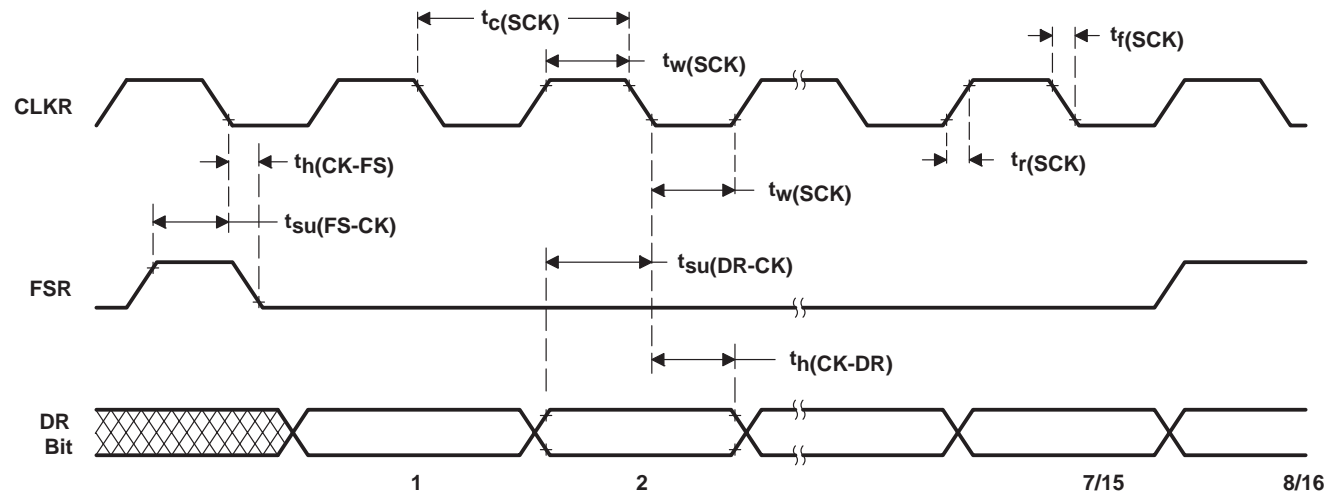 tc(SCK)
tw(SCK)
tf(SCK)
CLKR
th(CK-FS)
tr(SCK)
tw(SCK)
tsu(FS-CK)
tsu(DR-CK)
FSR
th(CK-DR)
DR
Bit
1 2 7/15 8/16